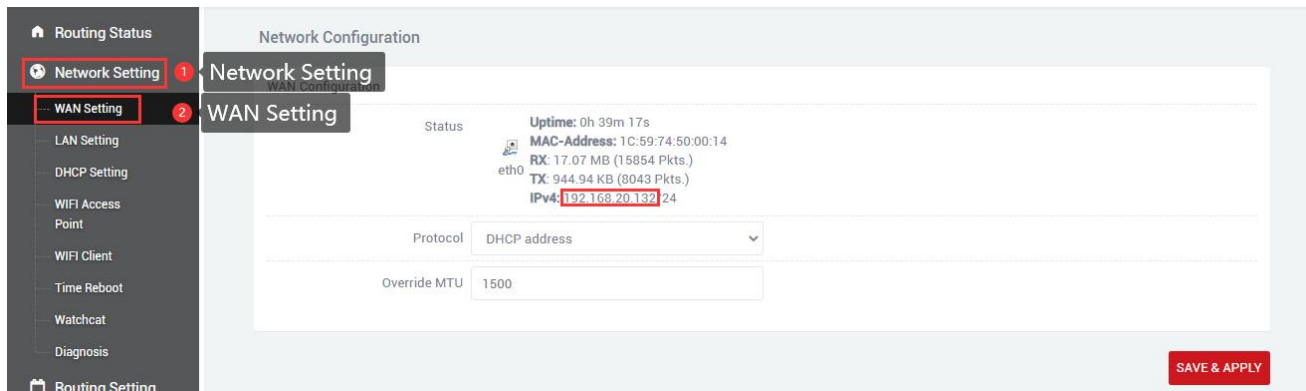 Routing Status
Network Setting
1
Network Setting
WAN Setting
2
WAN Setting
LAN Setting
DHCP Setting
WIFI Access
Point
WIFI Client
Time Reboot
Watchcat
Diagnosis
Routing Setting
Network Configuration
WAN Configuration
Status
eth0
Uptime: 0h 39m 17s
MAC-Address: 1C:59:74:50:00:14
RX: 17.07 MB (15854 Pkts.)
TX: 944.94 KB (8043 Pkts.)
IPv4: 192.168.20.132/24
Protocol
DHCP address
Override MTU
1500
SAVE & APPLY